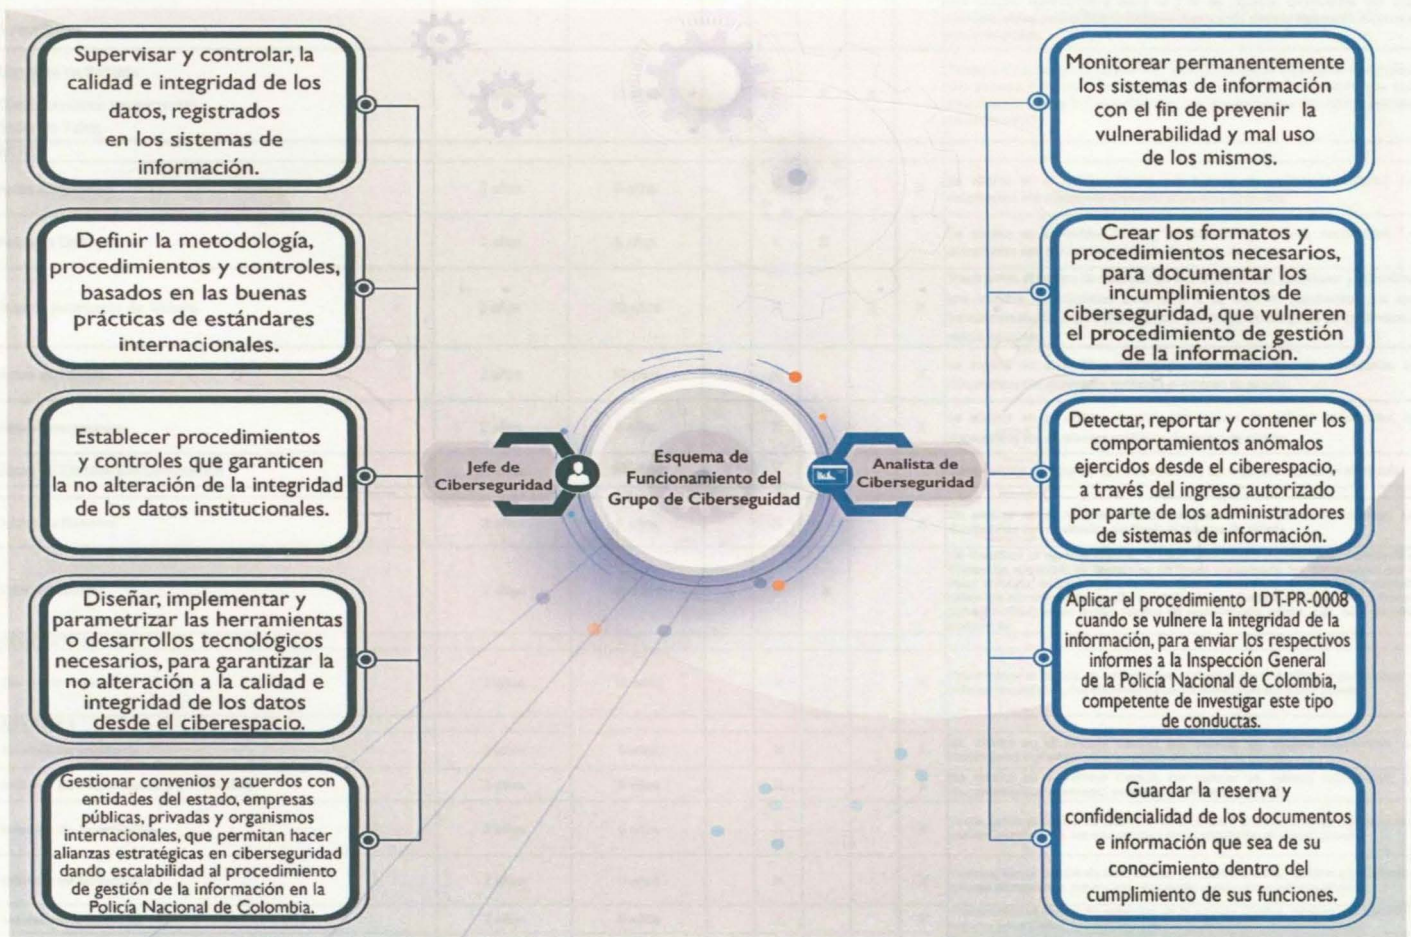 Supervisar y controlar, la
calidad e integridad de los
datos, registrados
en los sistemas de
información.
Definir la metodología,
procedimientos y controles,
basados en las buenas
prácticas de estándares
internacionales.
Establecer procedimientos
y controles que garanticen
la no alteración de la integridad
de los datos institucionales.
Diseñar, implementar y
parametrizar las herramientas
o desarrollos tecnológicos
necesarios, para garantizar la
no alteración a la calidad e
integridad de los datos
desde el ciberespacio.
Gestionar convenios y acuerdos con
entidades del estado, empresas
públicas, privadas y organismos
internacionales, que permitan hacer
alianzas estratégicas en ciberseguridad
dando escalabilidad al procedimiento
de gestión de la información en la
Policía Nacional de Colombia.
Jefe de
Ciberseguridad
Esquema de
Funcionamiento del
Grupo de Ciberseguidad
Analista de
Ciberseguridad
Monitorear permanentemente
los sistemas de información
con el fin de prevenir la
vulnerabilidad y mal uso
de los mismos.
Crear los formatos y
procedimientos necesarios,
para documentar los
incumplimientos de
ciberseguridad, que vulneren
el procedimiento de gestión
de la información.
Detectar, reportar y contener los
comportamientos anómalos
ejercidos desde el ciberespacio,
a través del ingreso autorizado
por parte de los administradores
de sistemas de información.
Aplicar el procedimiento 1DT-PR-0008
cuando se vulnere la integridad de la
información, para enviar los respectivos
informes a la Inspección General
de la Policía Nacional de Colombia,
competente de investigar este tipo
de conductas.
Guardar la reserva y
confidencialidad de los documentos
e información que sea de su
conocimiento dentro del
cumplimiento de sus funciones.